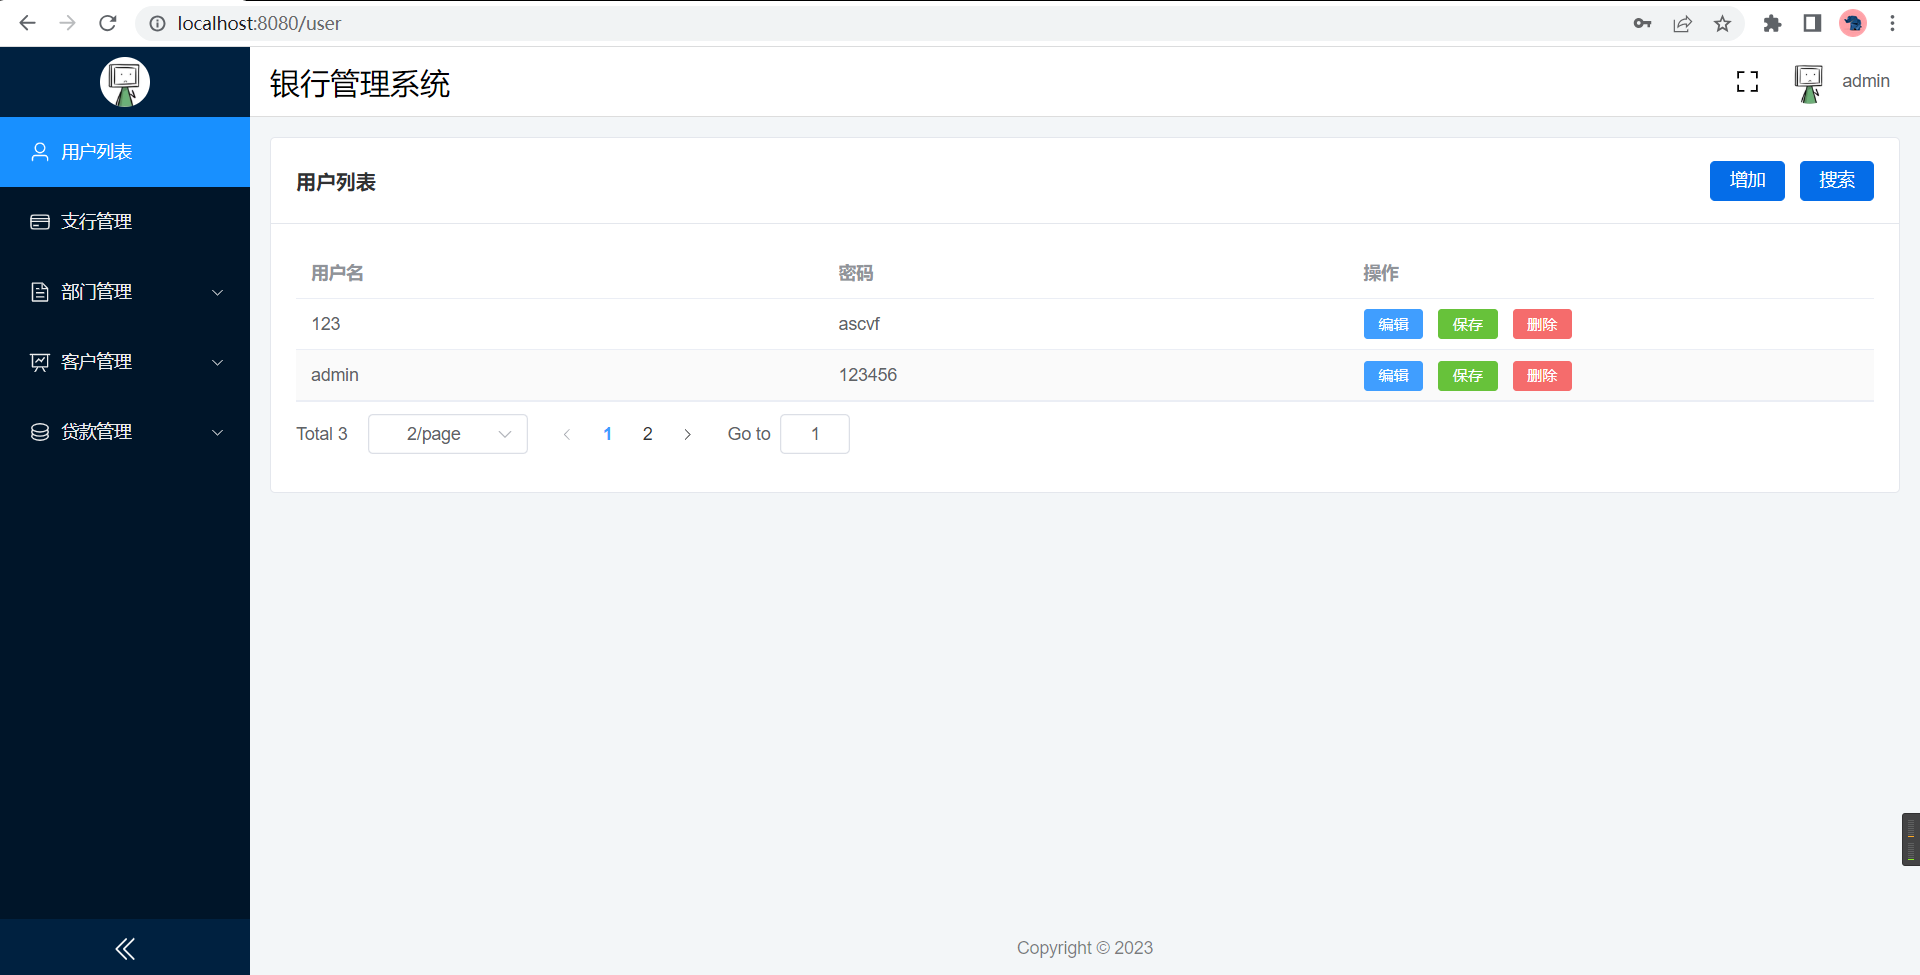 localhost:8080/user
银行管理系统
admin
用户列表
支行管理
部门管理
客户管理
贷款管理
用户列表
增加 搜索
用户名 密码 操作
123 ascvf 编辑 保存 删除
admin 123456 编辑 保存 删除
Total 3 2/page 1 2 Go to 1
Copyright © 2023